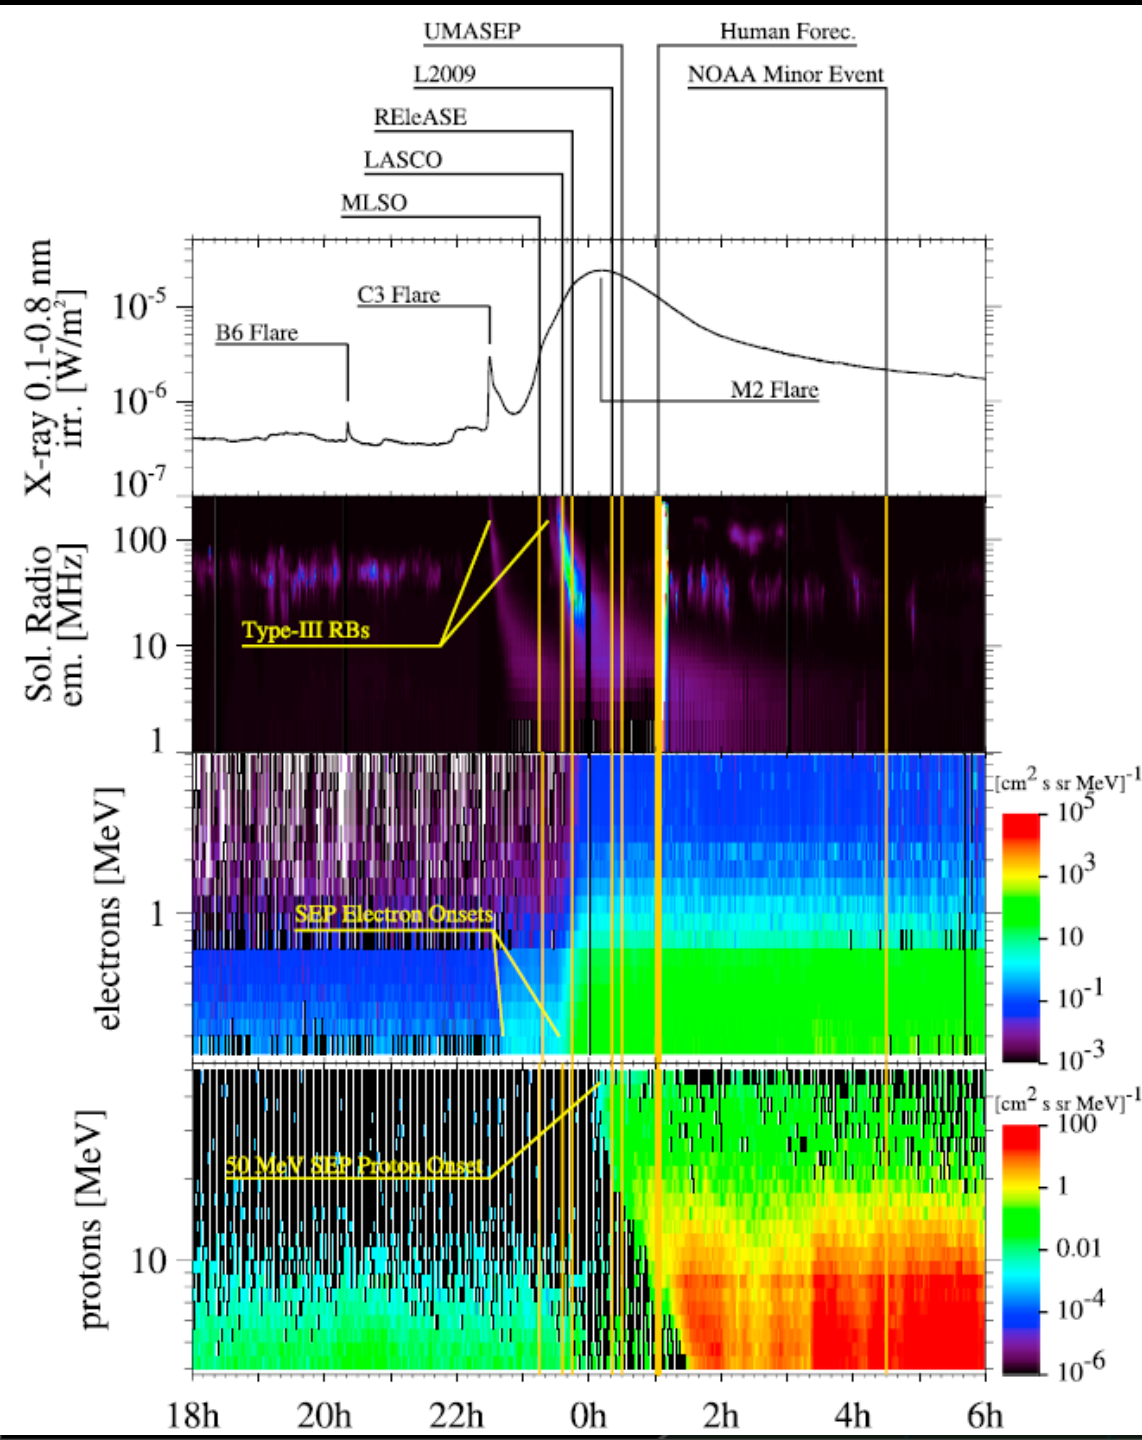 UMASEP
Human Forec.
L2009
NOAA Minor Event
REleASE
LASCO
MLSO
X-ray 0.1-0.8 nm
irr. [W/m²]
10⁻⁵
10⁻⁶
10⁻⁷
C3 Flare
B6 Flare
M2 Flare
Sol. Radio
em. [MHz]
100
10
1
Type-III RBs
electrons [MeV]
1
SEP Electron Onsets
[cm² s sr MeV]⁻¹
10⁵
10³
10
10⁻¹
10⁻³
protons [MeV]
10
50 MeV SEP Proton Onset
[cm² s sr MeV]⁻¹
100
1
0.01
10⁻⁴
10⁻⁶
18h 20h 22h 0h 2h 4h 6h